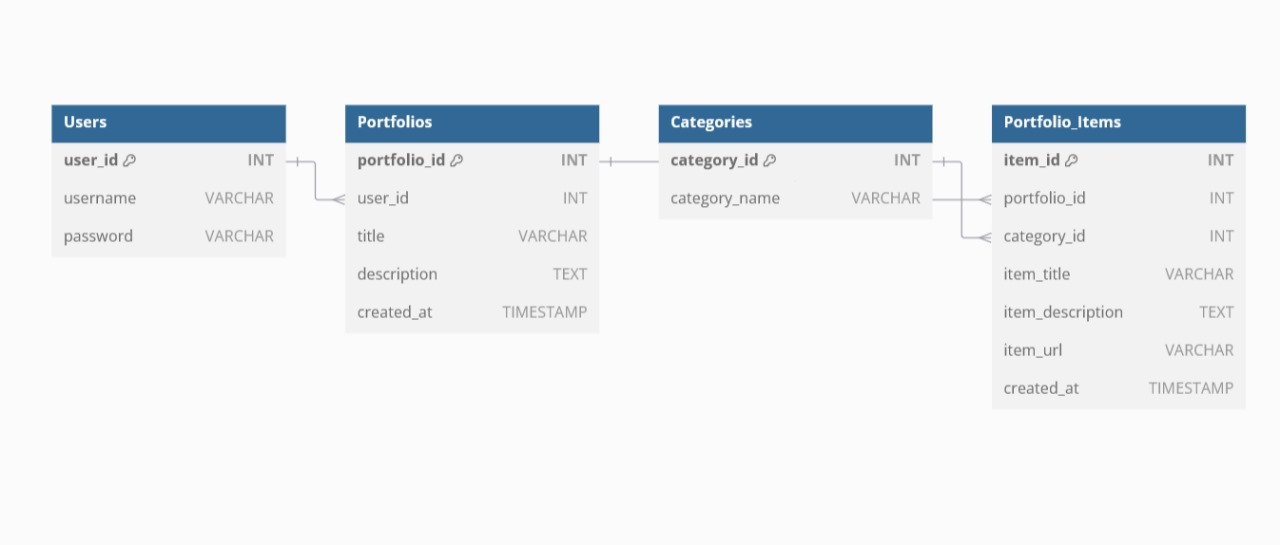 Users
user_id INT
username VARCHAR
password VARCHAR
Portfolios
portfolio_id INT
user_id INT
title VARCHAR
description TEXT
created_at TIMESTAMP
Categories
category_id INT
category_name VARCHAR
Portfolio_Items
item_id INT
portfolio_id INT
category_id INT
item_title VARCHAR
item_description TEXT
item_url VARCHAR
created_at TIMESTAMP